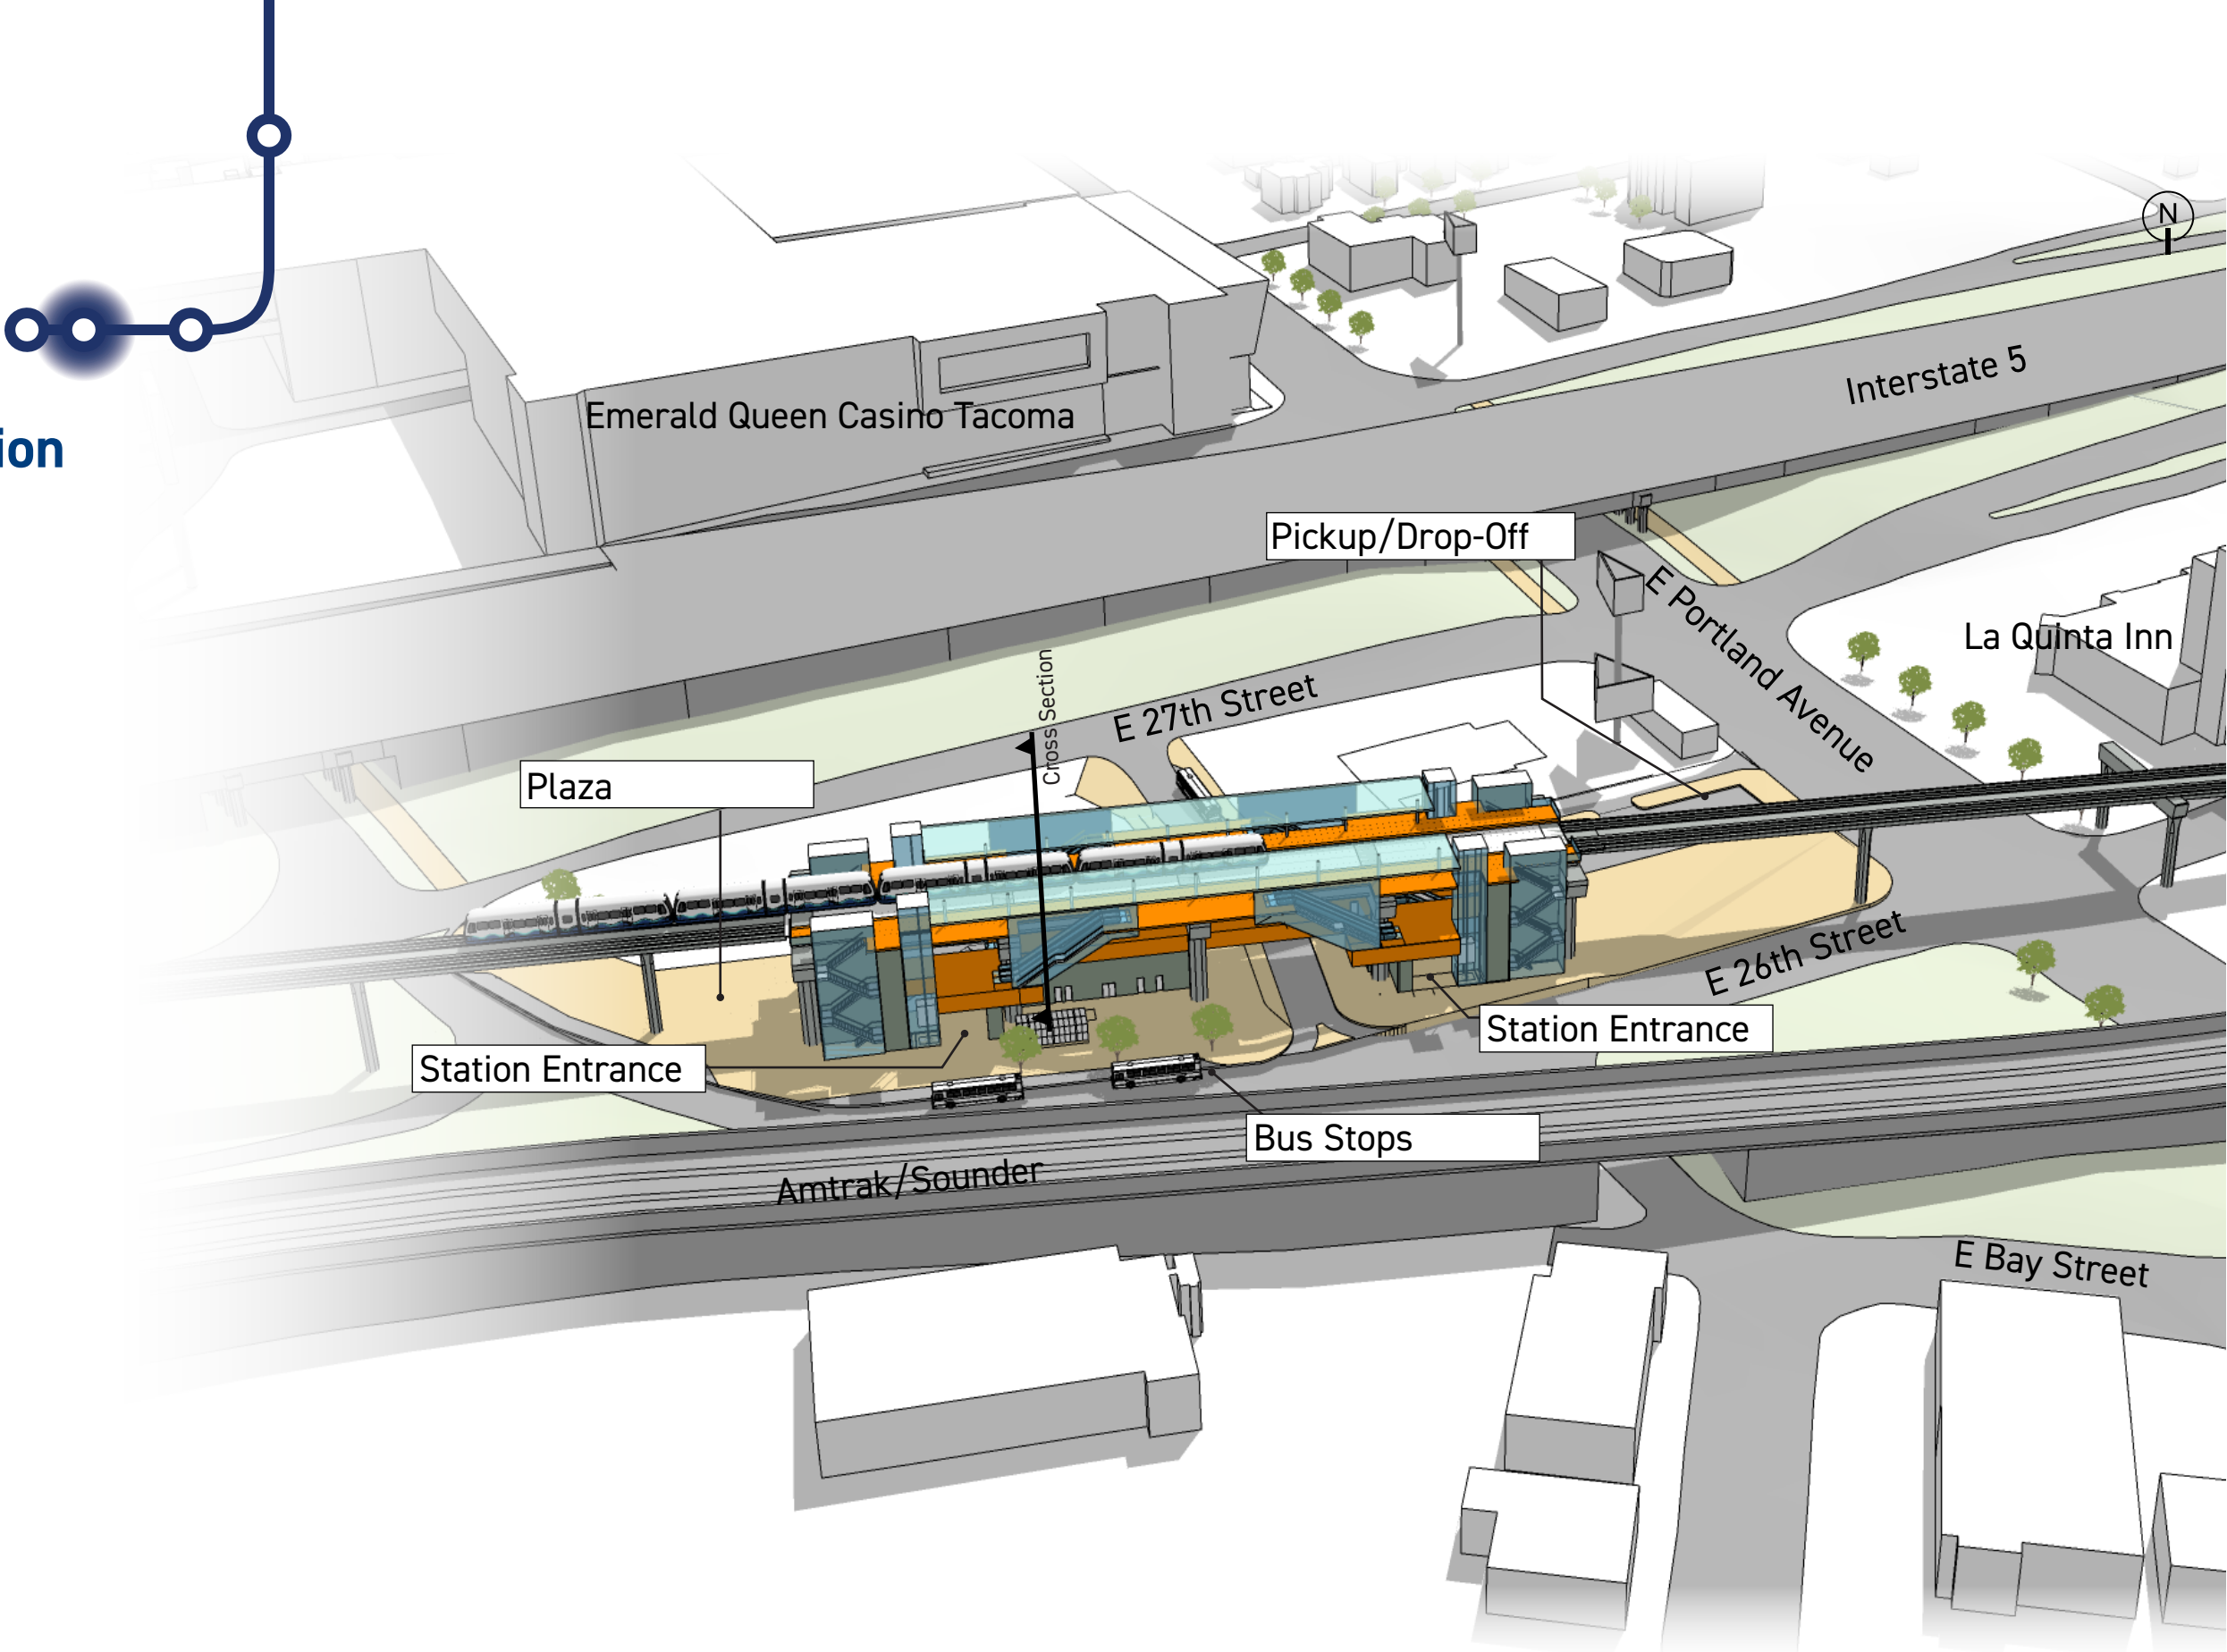 N
Interstate 5
Emerald Queen Casino Tacoma
ion
Pickup/Drop-Off
E Portland Avenue
La Quinta Inn
Cross Section
E 27th Street
Plaza
E 26th Street
Station Entrance
Station Entrance
Bus Stops
Amtrak/Sounder
E Bay Street